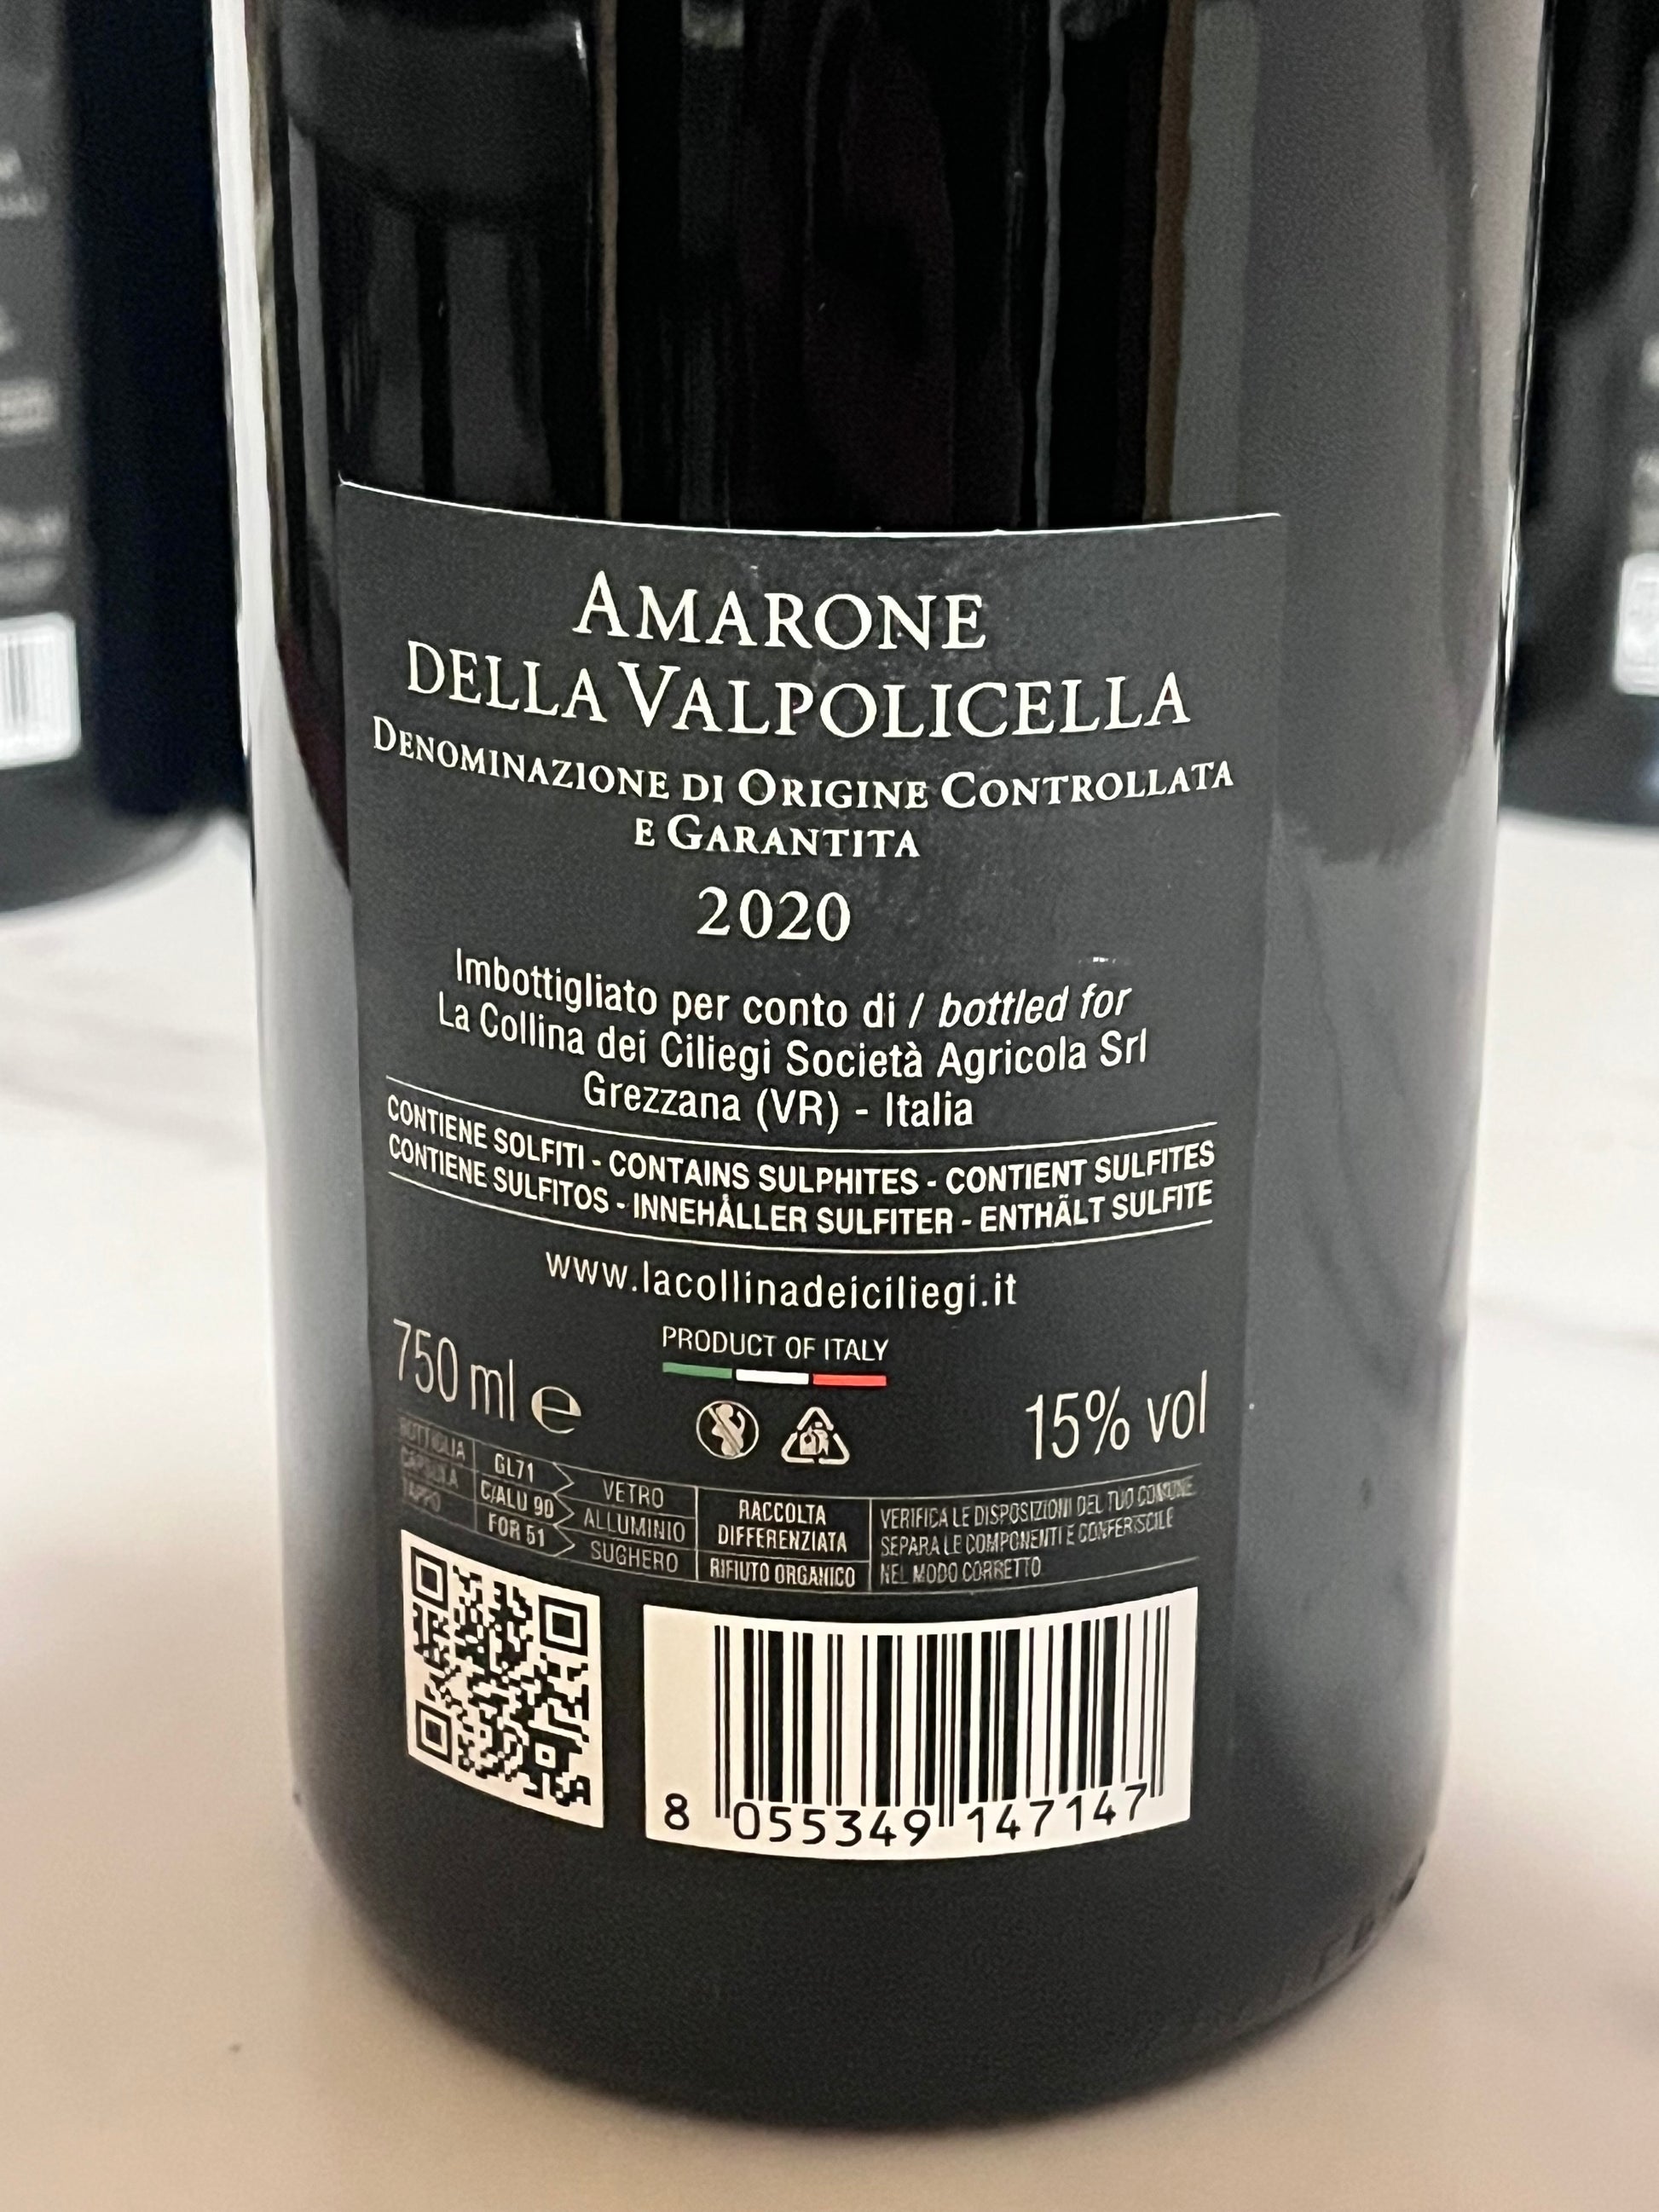 AMARONE
DELLA VALPOLICELLA
DENOMINAZIONE DI ORIGINE CONTROLLATA
E GARANTITA
2020
Imbottigliato per conto di / bottled for
La Collina dei Ciliegi Società Agricola Srl
Grezzana (VR) - Italia
CONTIENE SOLFITI - CONTAINS SULPHITES - CONTIENT SULFITES
CONTIENE SULFITOS - INNEHÅLLER SULFITER - ENTHÄLT SULFITE
www.lacollinadeiciliegi.it
PRODUCT OF ITALY
750 ml e
15% vol
BOTTIGLIA GL71 VETRO
CAPSULA C/ALU 90 ALLUMINIO
TAPPO FOR 51 SUGHERO
RACCOLTA
DIFFERENZIATA
RIFIUTO ORGANICO
VERIFICA LE DISPOSIZIONI DEL TUO COMUNE
SEPARA LE COMPONENTI E CONFERISCILE
NEL MODO CORRETTO
8 055349 147147